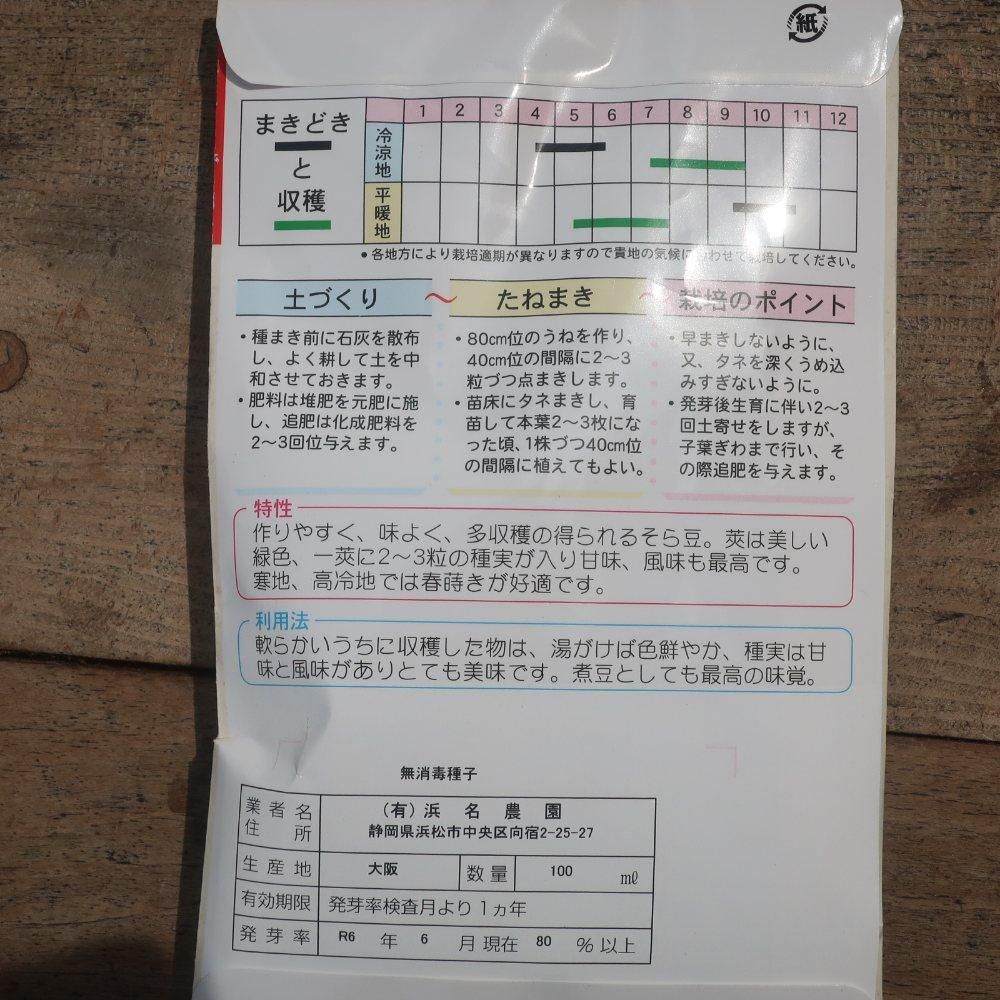 紙
まきどき
と
収穫
1 2 3 4 5 6 7 8 9 10 11 12
冷涼地
平暖地
●各地方により栽培適期が異なりますので貴地の気候に合わせて栽培してください。
土づくり
・種まき前に石灰を散布
し、よく耕して土を中
和させておきます。
・肥料は堆肥を元肥に施
し、追肥は化成肥料を
2〜3回位与えます。
〜
たねまき
・80cm位のうねを作り、
40cm位の間隔に2〜3
粒づつ点まきします。
・苗床にタネまきし、育
苗して本葉2〜3枚にな
った頃、1株づつ40cm位
の間隔に植えてもよい。
〜
栽培のポイント
・早まきしないように、
又、タネを深くうめ込
みすぎないように。
・発芽後生育に伴い2〜3
回土寄せをしますが、
子葉ぎわまで行い、そ
の際追肥を与えます。
特性
作りやすく、味よく、多収穫の得られるそら豆。莢は美しい
緑色、一莢に2〜3粒の種実が入り甘味、風味も最高です。
寒地、高冷地では春蒔きが好適です。
利用法
軟らかいうちに収穫した物は、湯がけば色鮮やか、種実は甘
味と風味がありとても美味です。煮豆としても最高の味覚。
無消毒種子
業者名 (有)浜名農園
住所 静岡県浜松市中央区向宿2-25-27
生産地 大阪 数量 100 ㎖
有効期限 発芽率検査月より1ヵ年
発芽率 R6 年 6 月現在 80 %以上